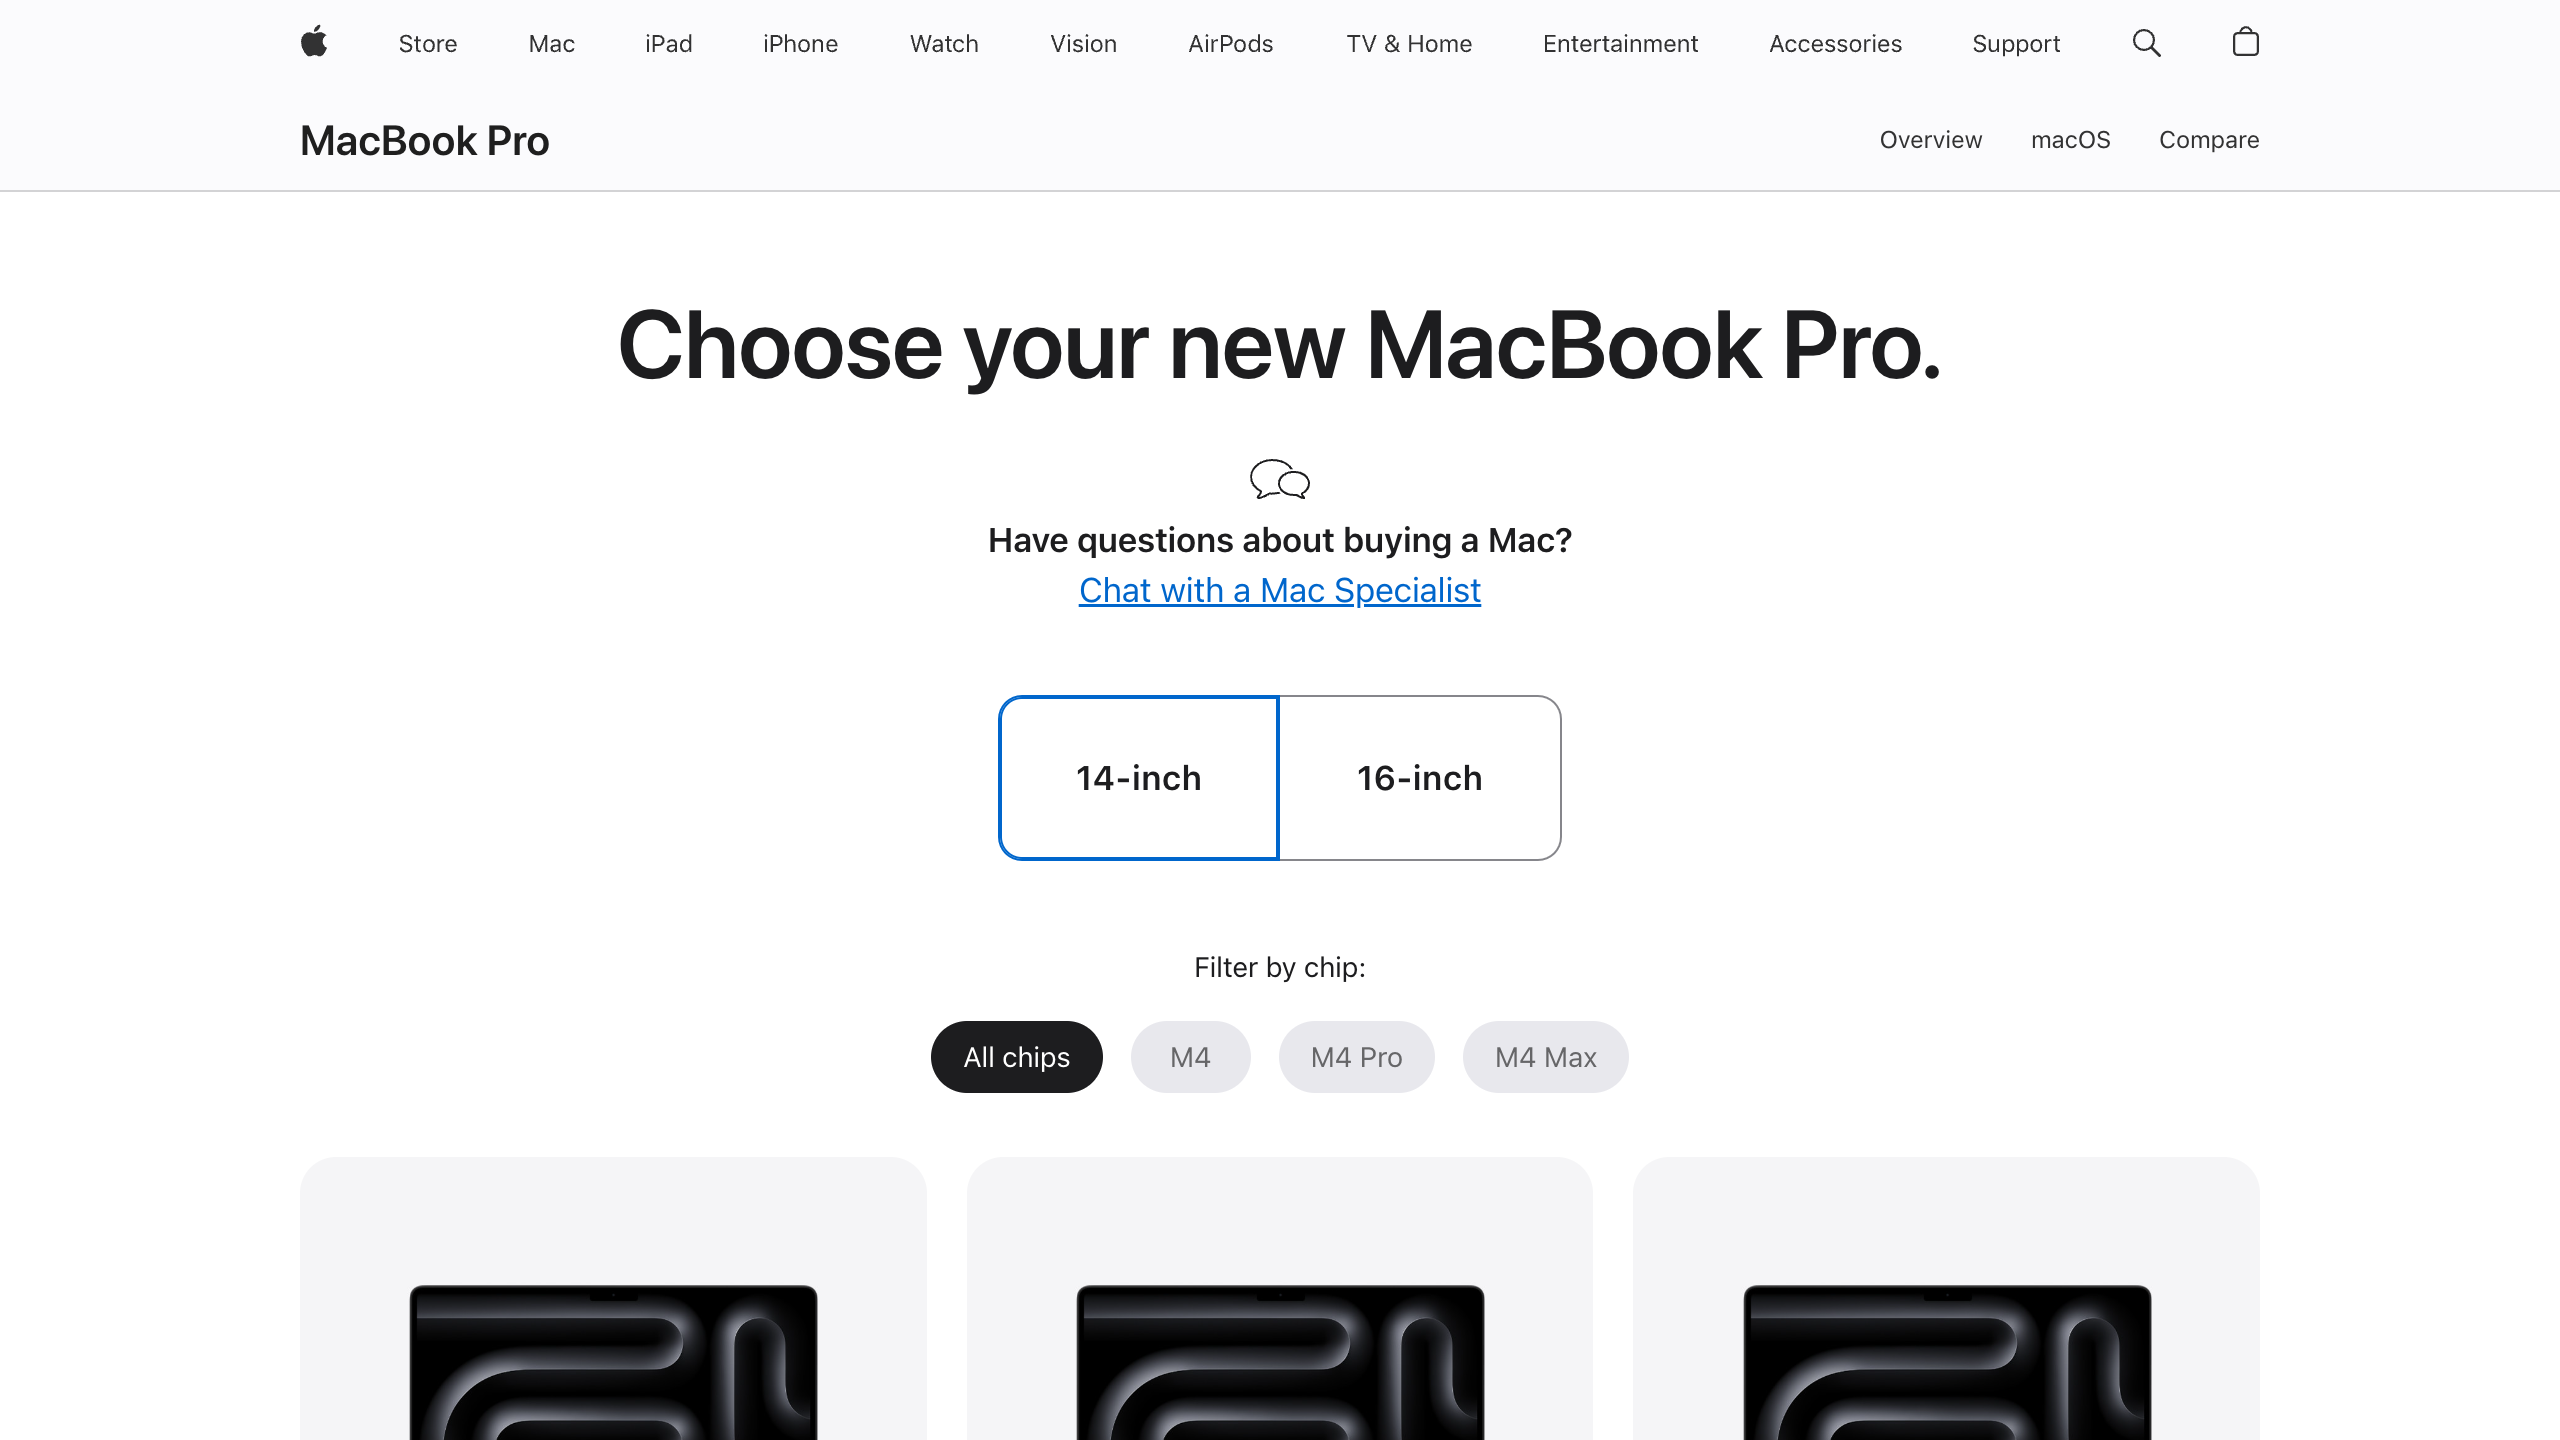 Store Mac iPad iPhone Watch Vision AirPods TV & Home Entertainment Accessories Support
MacBook Pro
Overview macOS Compare
Choose your new MacBook Pro.
Have questions about buying a Mac?
Chat with a Mac Specialist
14-inch 16-inch
Filter by chip:
All chips M4 M4 Pro M4 Max